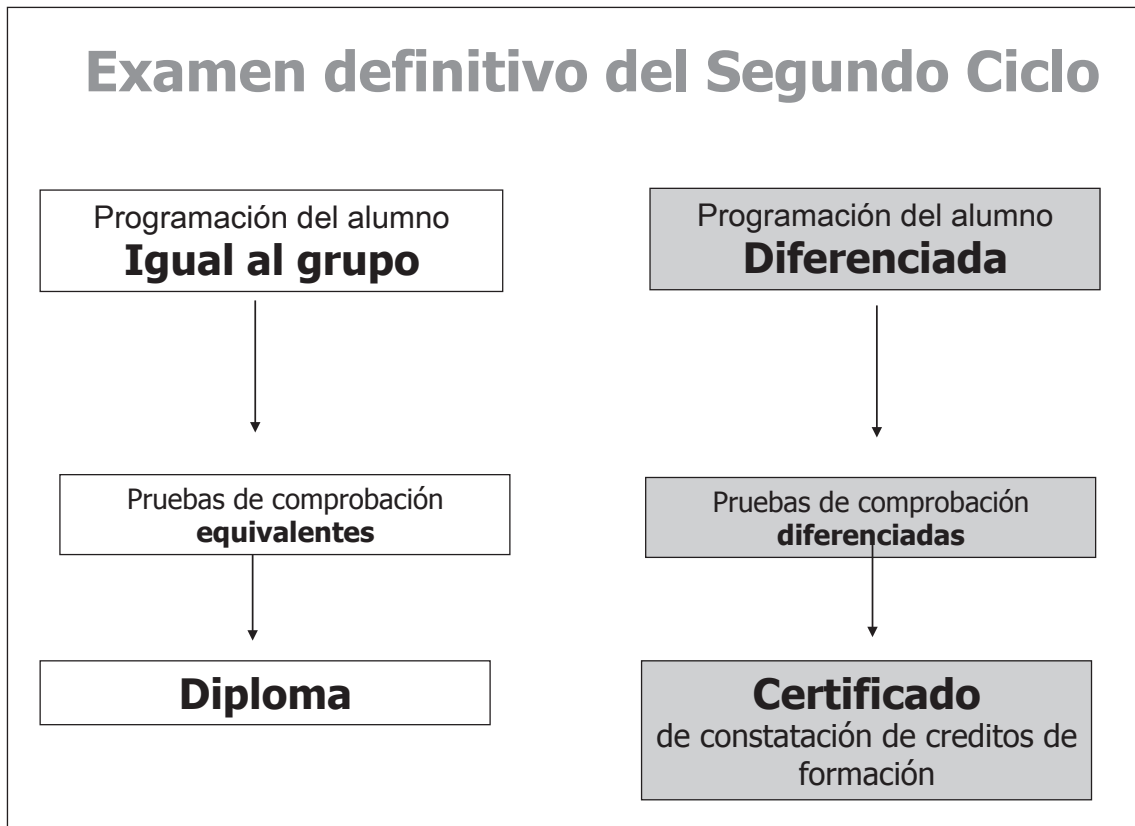 Examen definitivo del Segundo Ciclo
Programación del alumno
Igual al grupo
Pruebas de comprobación
equivalentes
Diploma
Programación del alumno
Diferenciada
Pruebas de comprobación
diferenciadas
Certificado
de constatación de creditos de
formación